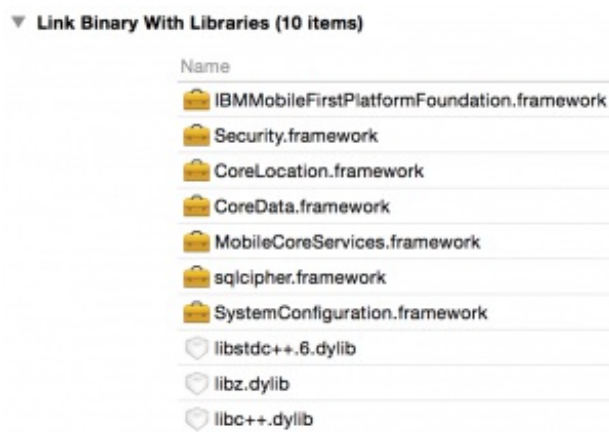 Link Binary With Libraries (10 items)
Name
IBMMobileFirstPlatformFoundation.framework
Security.framework
CoreLocation.framework
CoreData.framework
MobileCoreServices.framework
sqlcipher.framework
SystemConfiguration.framework
libstdc++.6.dylib
libz.dylib
libc++.dylib